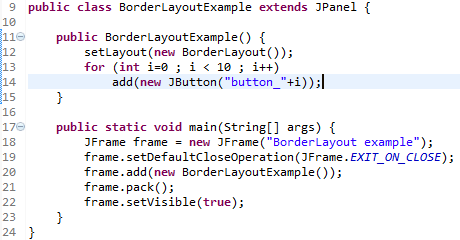 9 public class BorderLayoutExample extends JPanel {
10
11 public BorderLayoutExample() {
12 setLayout(new BorderLayout());
13 for (int i=0 ; i < 10 ; i++)
14 add(new JButton("button_"+i));
15 }
16
17 public static void main(String[] args) {
18 JFrame frame = new JFrame("BorderLayout example");
19 frame.setDefaultCloseOperation(JFrame.EXIT_ON_CLOSE);
20 frame.add(new BorderLayoutExample());
21 frame.pack();
22 frame.setVisible(true);
23 }
24 }